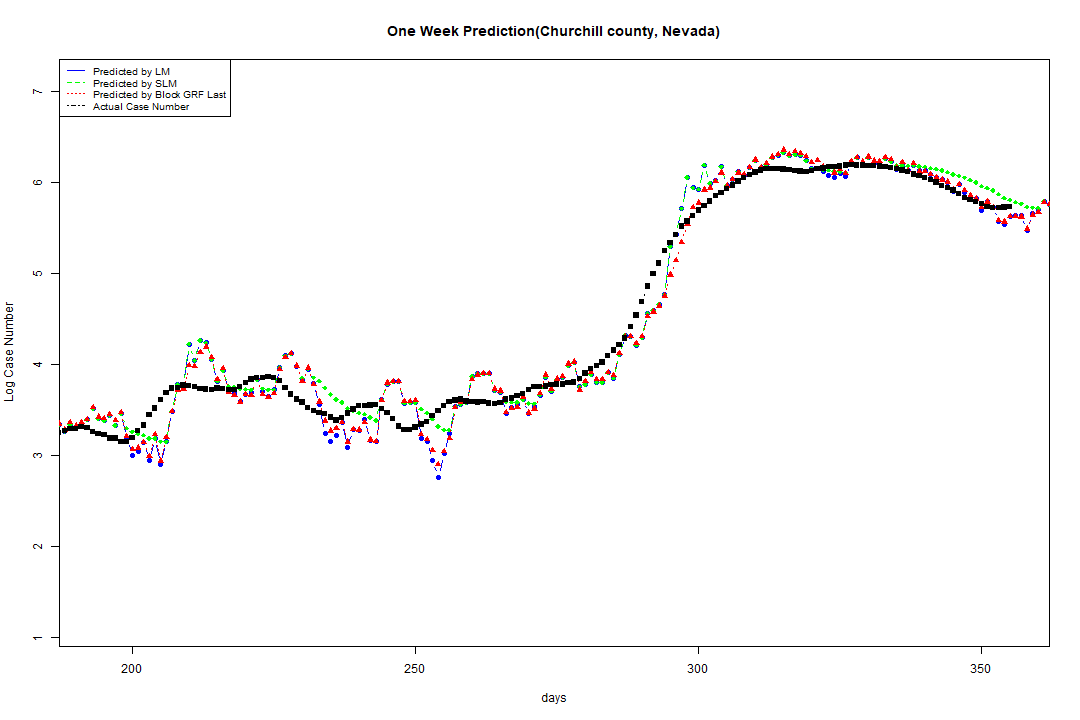 One Week Prediction(Churchill county, Nevada)
Predicted by LM
Predicted by SLM
Predicted by Block GRF Last
Actual Case Number
7
6
5
4
3
2
1
Log Case Number
200 250 300 350
days